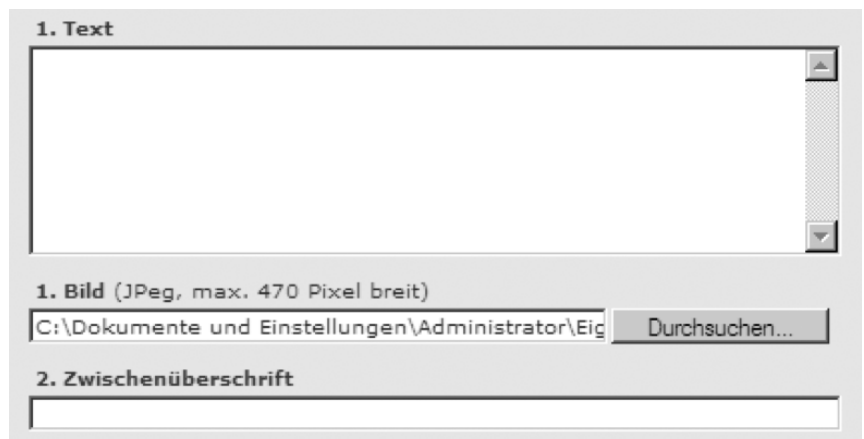 1. Text
1. Bild (JPeg, max. 470 Pixel breit)
C:\Dokumente und Einstellungen\Administrator\Eig Durchsuchen...
2. Zwischenüberschrift